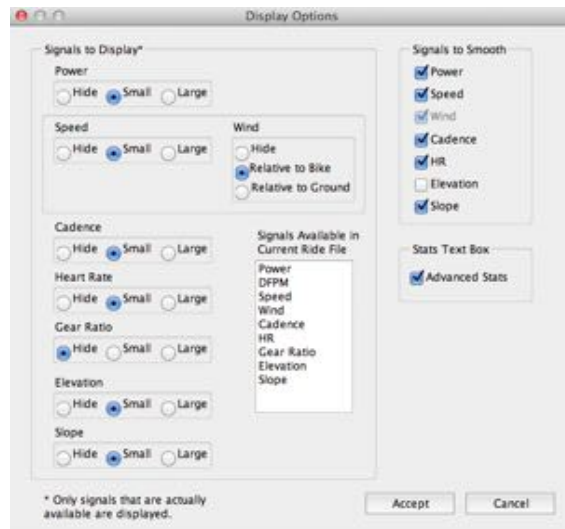 Display Options
Signals to Display*
Power
Hide Small Large
Speed
Hide Small Large
Wind
Hide
Relative to Bike
Relative to Ground
Cadence
Hide Small Large
Heart Rate
Hide Small Large
Gear Ratio
Hide Small Large
Elevation
Hide Small Large
Slope
Hide Small Large
Signals Available in
Current Ride File
Power
DFPM
Speed
Wind
Cadence
HR
Gear Ratio
Elevation
Slope
Signals to Smooth
Power
Speed
Wind
Cadence
HR
Elevation
Slope
Stats Text Box
Advanced Stats
* Only signals that are actually
available are displayed.
Accept Cancel